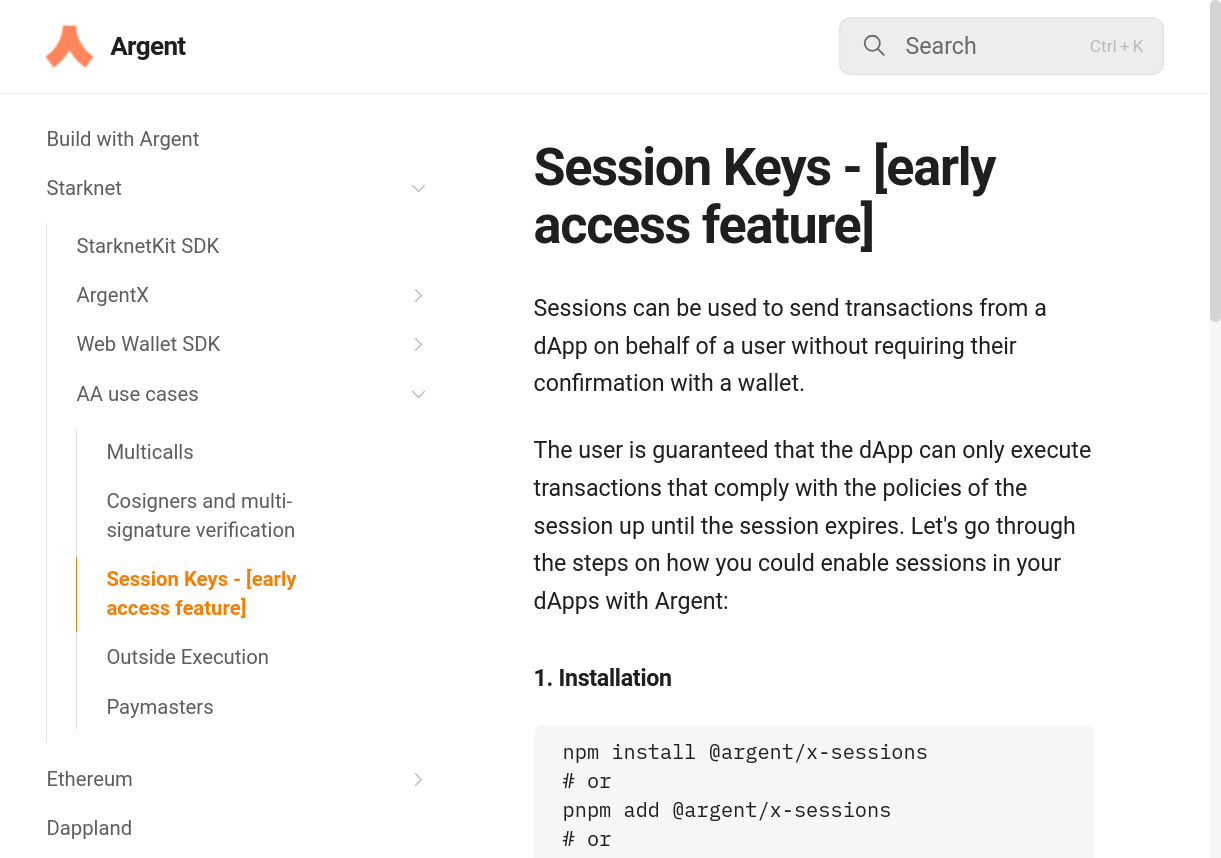 Argent
Search
Ctrl + K
Build with Argent
Starknet
StarknetKit SDK
ArgentX
Web Wallet SDK
AA use cases
Multicalls
Cosigners and multi-
signature verification
Session Keys - [early
access feature]
Outside Execution
Paymasters
Ethereum
Dappland
Session Keys - [early
access feature]
Sessions can be used to send transactions from a
dApp on behalf of a user without requiring their
confirmation with a wallet.
The user is guaranteed that the dApp can only execute
transactions that comply with the policies of the
session up until the session expires. Let's go through
the steps on how you could enable sessions in your
dApps with Argent:
1. Installation
npm install @argent/x-sessions
# or
pnpm add @argent/x-sessions
# or